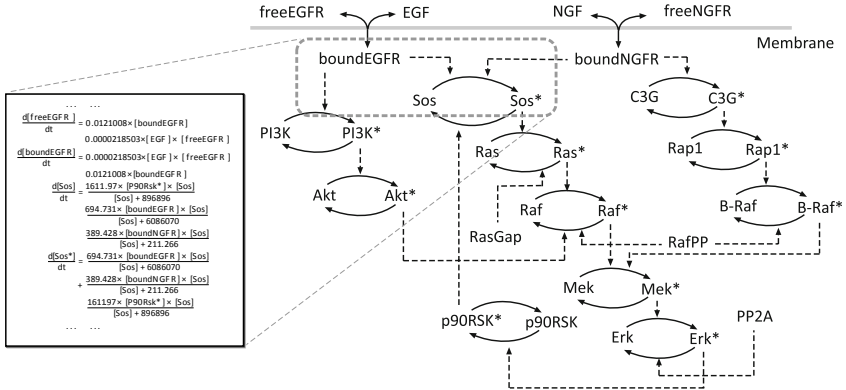 freeEGFR EGF NGF freeNGFR
Membrane
boundEGFR boundNGFR
Sos Sos* C3G C3G*
PI3K PI3K* Ras Ras* Rap1 Rap1*
Akt Akt* Raf Raf* B-Raf B-Raf*
RasGap RafPP
Mek Mek*
p90RSK* p90RSK Erk Erk* PP2A
... ...
d[freeEGFR]/dt = 0.0121008×[boundEGFR]
0.0000218503×[EGF]×[freeEGFR]
d[boundEGFR]/dt = 0.0000218503×[EGF]×[freeEGFR]
0.0121008×[boundEGFR]
d[Sos]/dt = 1611.97×[P90Rsk*]×[Sos]/[Sos]+896896
694.731×[boundEGFR]×[Sos]/[Sos]+6086070
389.428×[boundNGFR]×[Sos]/[Sos]+211.266
d[Sos*]/dt = 694.731×[boundEGFR]×[Sos]/[Sos]+6086070
+ 389.428×[boundNGFR]×[Sos]/[Sos]+211.266
161197×[P90Rsk*]×[Sos]/[Sos]+896896
... ...